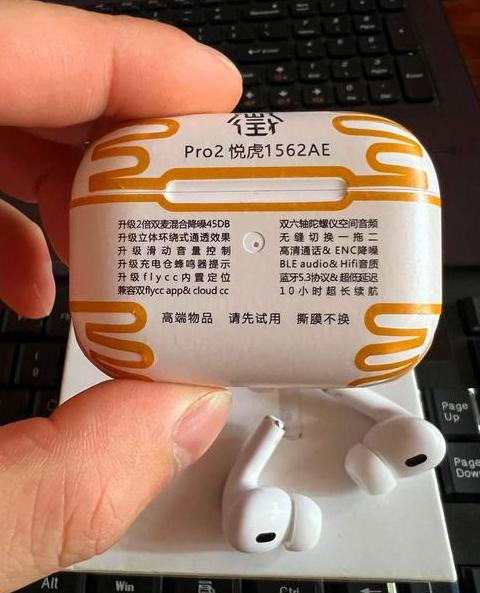 Pro2 悦虎1562AE
升级2倍双麦混合降噪45DB
升级立体环绕式通透效果
升级滑动音量控制
升级充电仓蜂鸣器提示
升级flycc内置定位
兼容双flycc app& cloud cc
双六轴陀螺仪空间音频
无缝切换一拖二
高清通话& ENC降噪
BLE audio& Hifi音质
蓝牙5.3协议&超低延迟
10小时超长续航
高端物品 请先试用 撕膜不换
Enter
Page Up
Page Down
Alt
Win
Ctrl